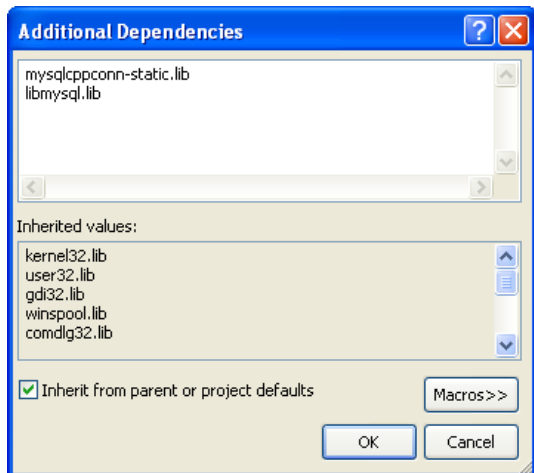 Additional Dependencies
mysqlcppconn-static.lib
libmysql.lib
Inherited values:
kernel32.lib
user32.lib
gdi32.lib
winspool.lib
comdlg32.lib
Inherit from parent or project defaults
Macros>>
OK
Cancel